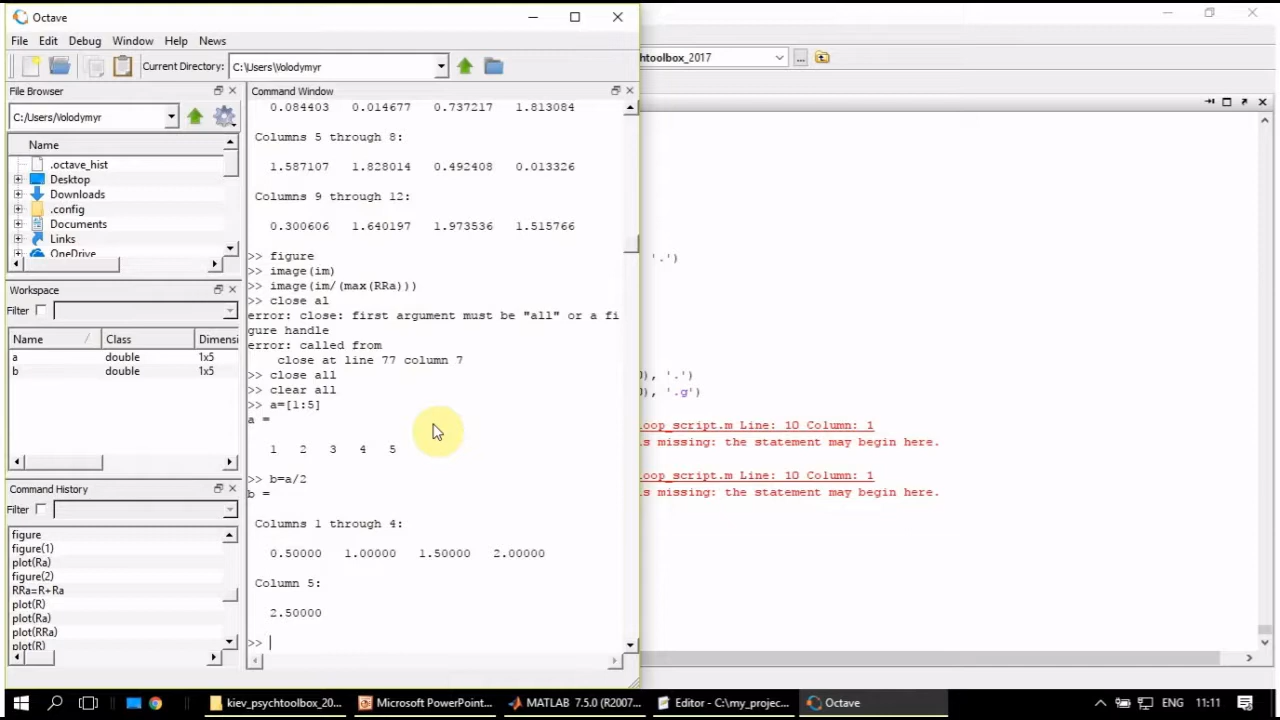 Octave
File Edit Debug Window Help News
Current Directory: C:\Users\Volodymyr
htoolbox_2017 ...
File Browser
C:/Users/Volodymyr
Name
.octave_hist
Desktop
Downloads
.config
Documents
Links
OneDrive
Workspace
Filter
Name Class Dimensi
a double 1x5
b double 1x5
Command History
Filter
figure
figure(1)
plot(Ra)
figure(2)
RRa=R+Ra
plot(R)
plot(Ra)
plot(RRa)
plot(R)
Command Window
0.084403 0.014677 0.737217 1.813084
Columns 5 through 8:
1.587107 1.828014 0.492408 0.013326
Columns 9 through 12:
0.300606 1.640197 1.973536 1.515766
>> figure
>> image(im)
>> image(im/(max(RRa)))
>> close al
error: close: first argument must be "all" or a fi
gure handle
error: called from
close at line 77 column 7
>> close all
>> clear all
>> a=[1:5]
a =
1 2 3 4 5
>> b=a/2
b =
Columns 1 through 4:
0.50000 1.00000 1.50000 2.00000
Column 5:
2.50000
>>
'.')
), '.')
), '.g')
loop_script.m Line: 10 Column: 1
s missing: the statement may begin here.
loop_script.m Line: 10 Column: 1
s missing: the statement may begin here.
kiev_psychtoolbox_20... Microsoft PowerPoint... MATLAB 7.5.0 (R2007... Editor - C:\my_projec... Octave ENG 11:11